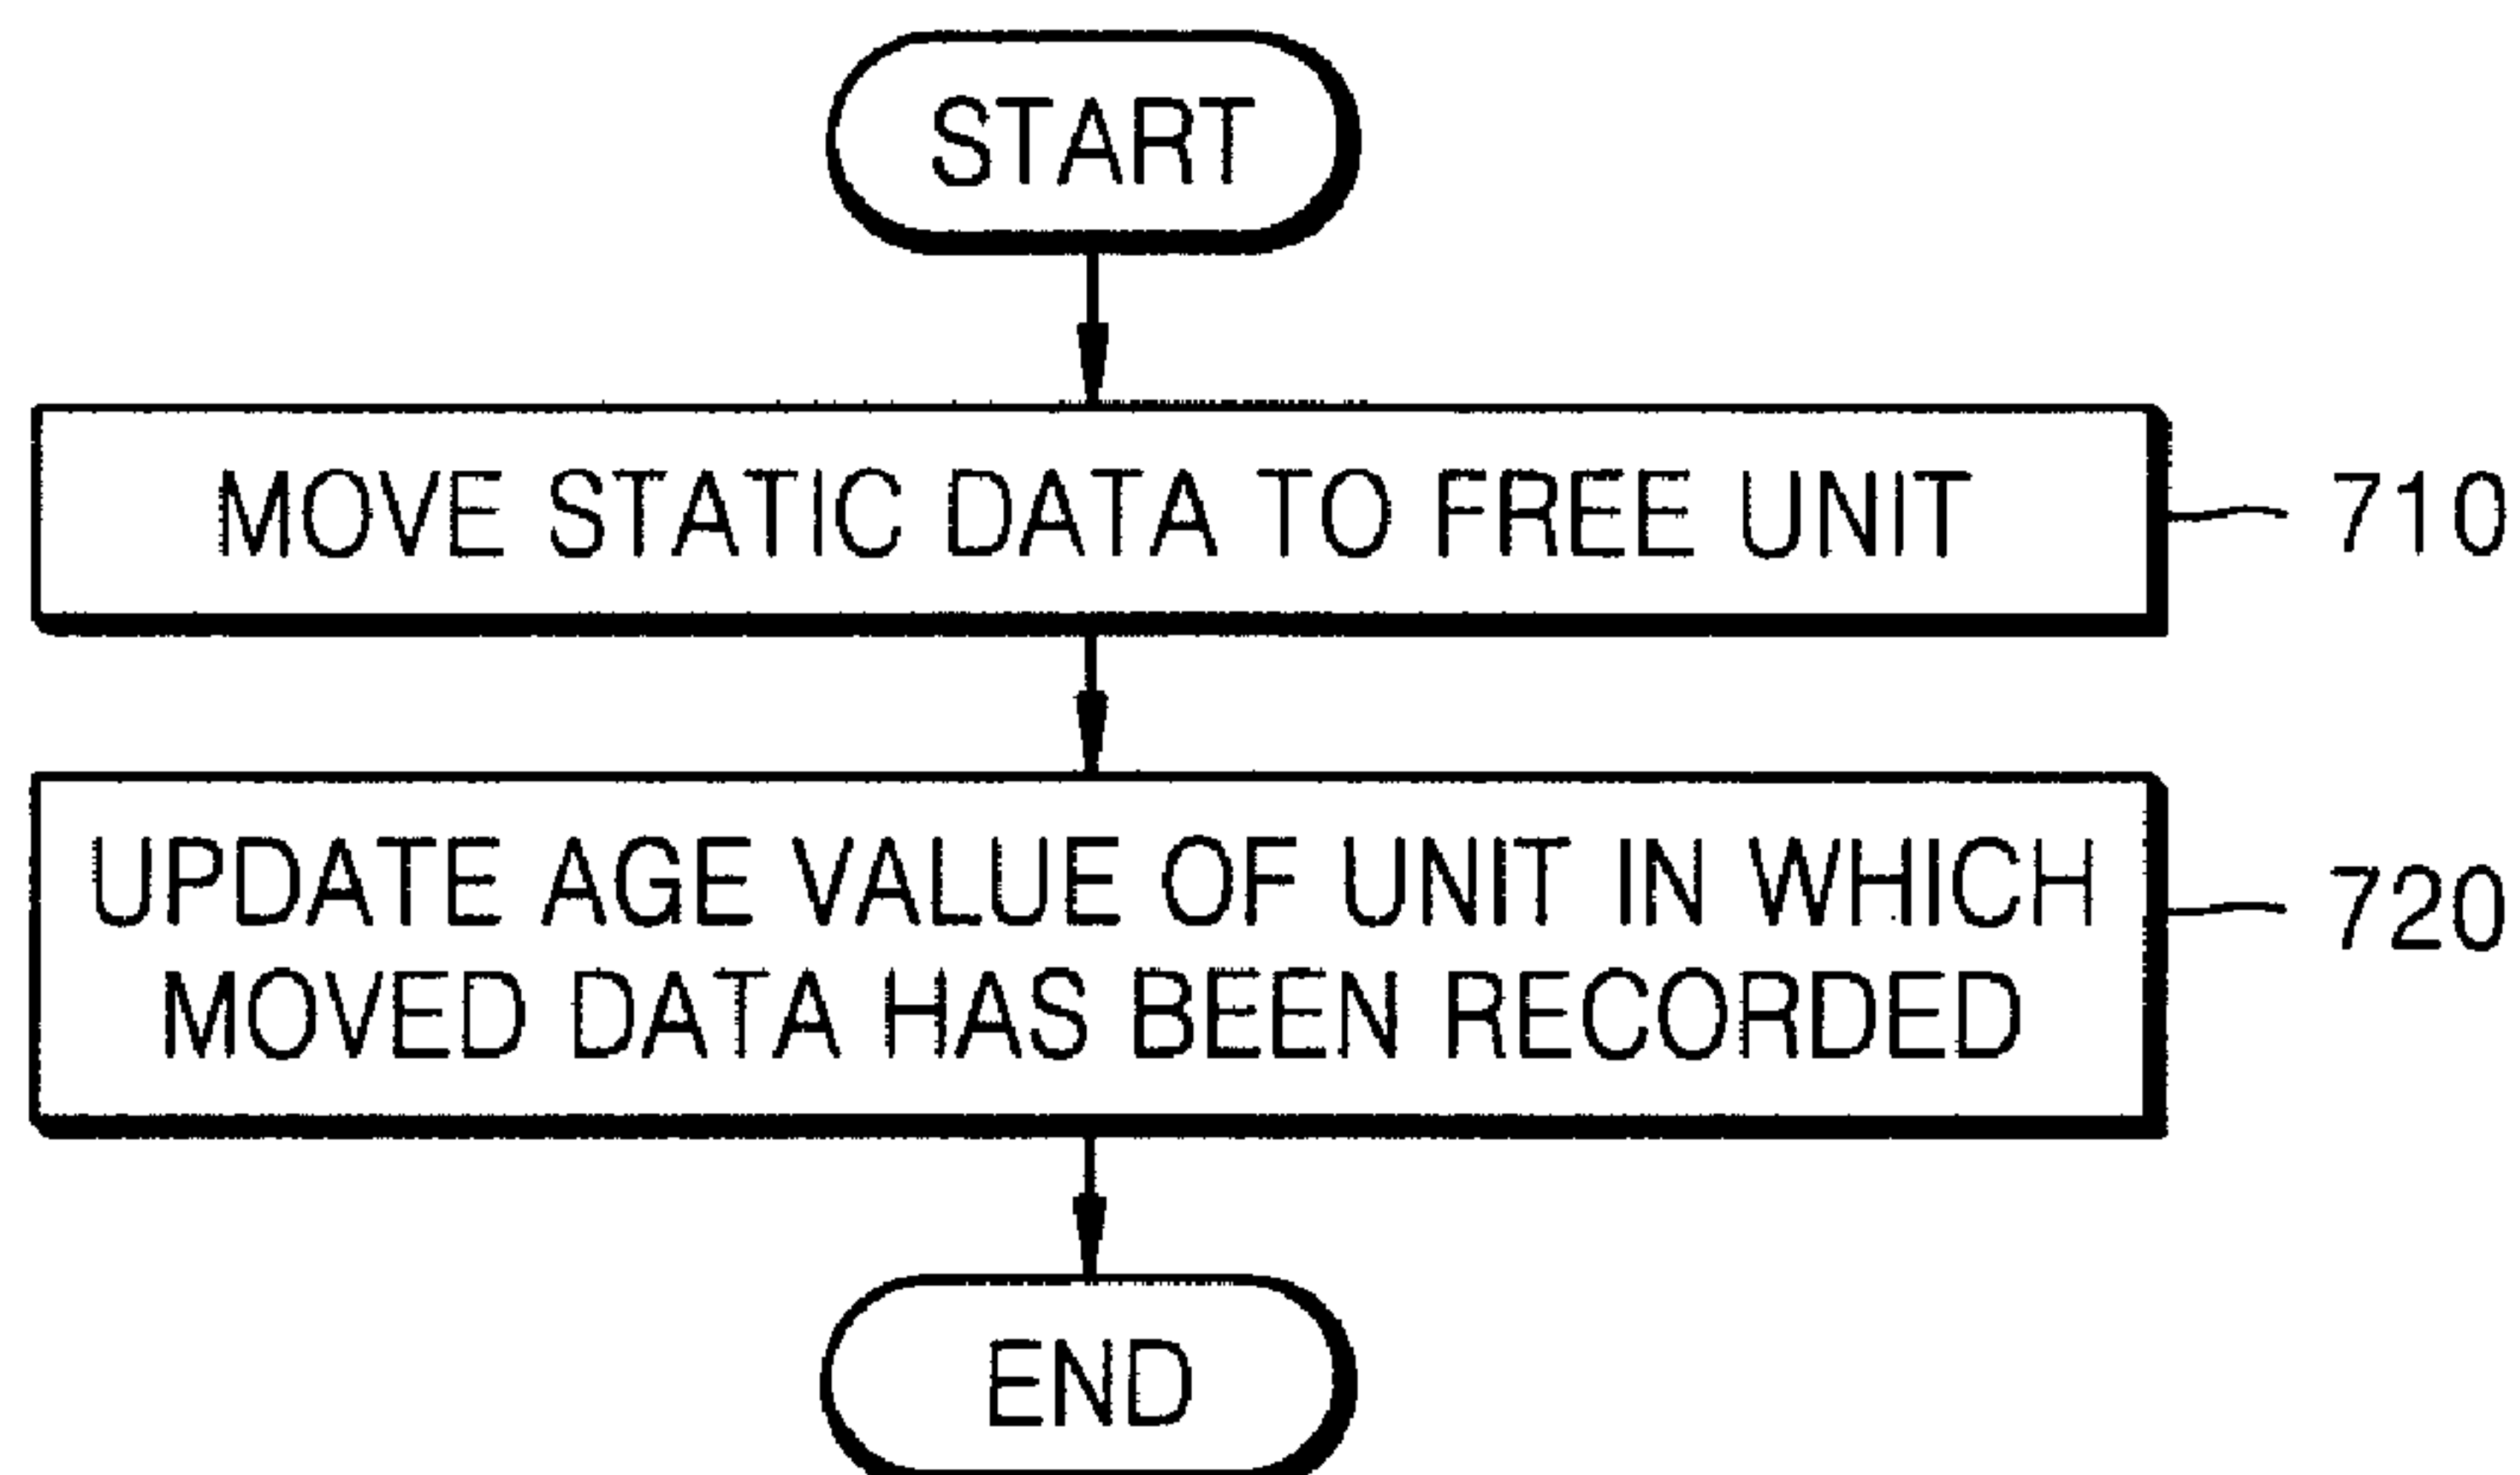 START
MOVE STATIC DATA TO FREE UNIT
710
UPDATE AGE VALUE OF UNIT IN WHICH
MOVED DATA HAS BEEN RECORDED
720
END